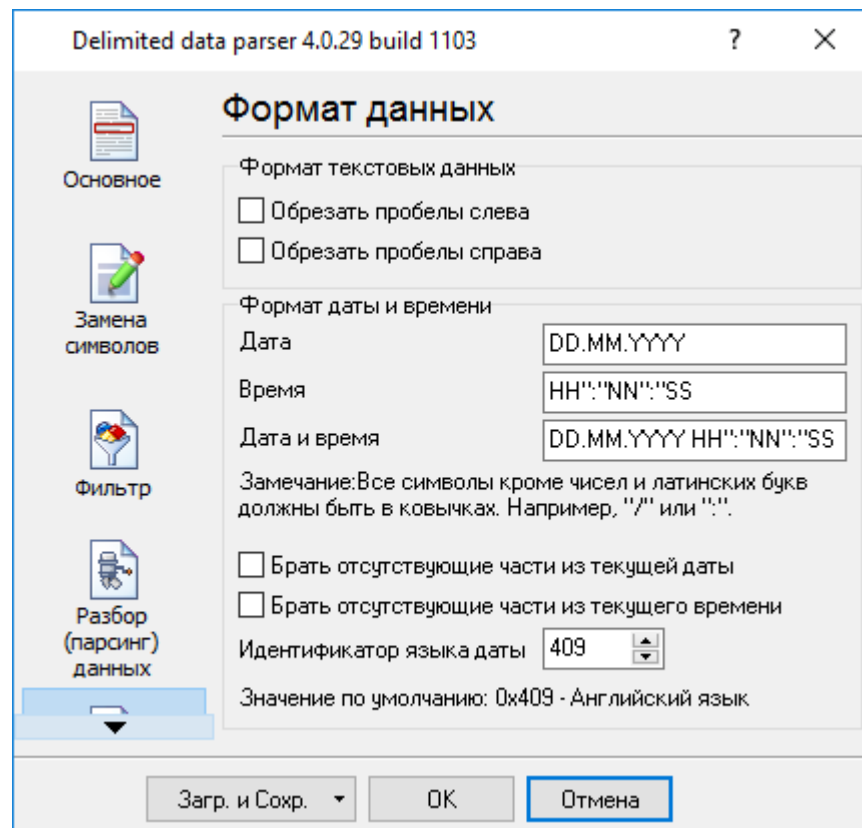 Delimited data parser 4.0.29 build 1103
?
Основное
Замена
символов
Фильтр
Разбор
(парсинг)
данных
Формат данных
Формат текстовых данных
Обрезать пробелы слева
Обрезать пробелы справа
Формат даты и времени
Дата
DD.MM.YYYY
Время
HH":"NN":"SS
Дата и время
DD.MM.YYYY HH":"NN":"SS
Замечание:Все символы кроме чисел и латинских букв
должны быть в ковычках. Например, "/" или ":".
Брать отсутствующие части из текущей даты
Брать отсутствующие части из текущего времени
Идентификатор языка даты
409
Значение по умолчанию: 0x409 - Английский язык
Загр. и Сохр.
OK
Отмена